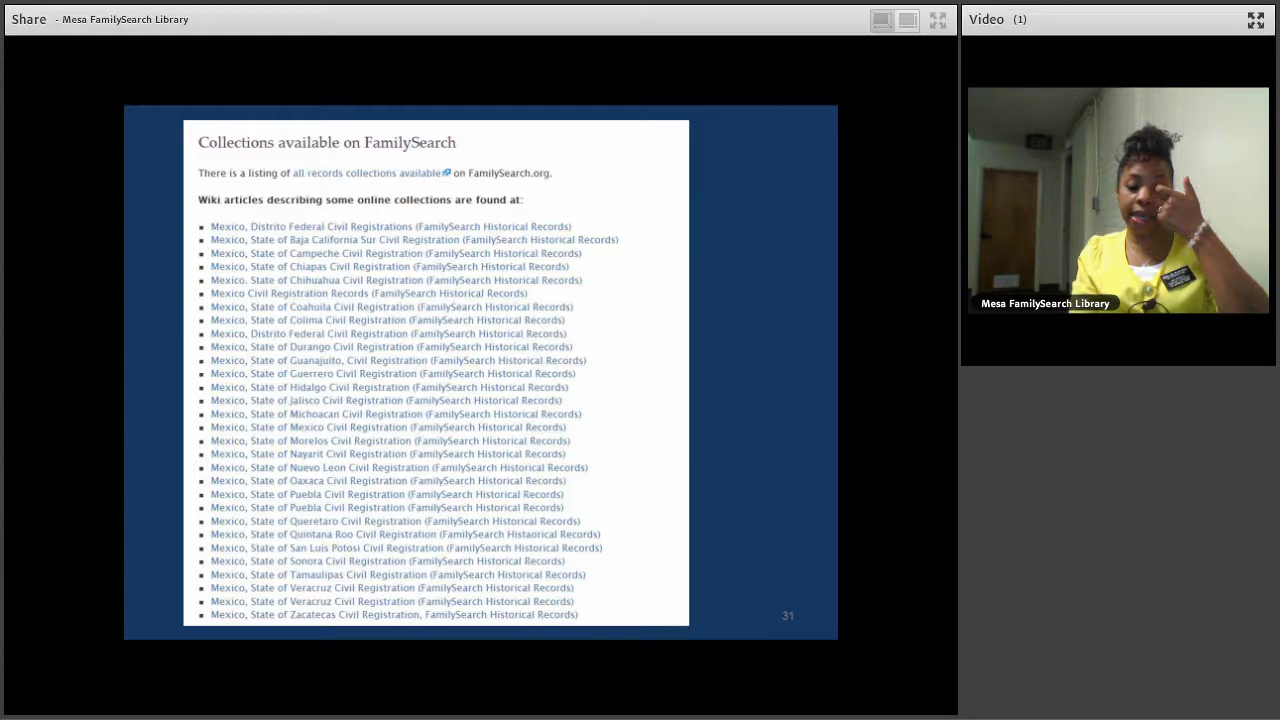 Share - Mesa FamilySearch Library
Video (1)
Collections available on FamilySearch
There is a listing of all records collections available on FamilySearch.org.
Wiki articles describing some online collections are found at:
Mexico, Distrito Federal Civil Registrations (FamilySearch Historical Records)
Mexico, State of Baja California Sur Civil Registration (FamilySearch Historical Records)
Mexico, State of Campeche Civil Registration (FamilySearch Historical Records)
Mexico, State of Chiapas Civil Registration (FamilySearch Historical Records)
Mexico. State of Chihuahua Civil Registration (FamilySearch Historical Records)
Mexico Civil Registration Records (FamilySearch Historical Records)
Mexico, State of Coahuila Civil Registration (FamilySearch Historical Records)
Mexico, State of Colima Civil Registration (FamilySearch Historical Records)
Mexico, Distrito Federal Civil Registration (FamilySearch Historical Records)
Mexico, State of Durango Civil Registration (FamilySearch Historical Records)
Mexico, State of Guanajuito, Civil Registration (FamilySearch Historical Records)
Mexico, State of Guerrero Civil Registration (FamilySearch Historical Records)
Mexico, State of Hidalgo Civil Registration (FamilySearch Historical Records)
Mexico, State of Jalisco Civil Registration (FamilySearch Historical Records)
Mexico, State of Michoacan Civil Registration (FamilySearch Historical Records)
Mexico, State of Mexico Civil Registration (FamilySearch Historical Records)
Mexico, State of Morelos Civil Registration (FamilySearch Historical Records)
Mexico, State of Nayarit Civil Registration (FamilySearch Historical Records)
Mexico, State of Nuevo Leon Civil Registration (FamilySearch Historical Records)
Mexico, State of Oaxaca Civil Registration (FamilySearch Historical Records)
Mexico, State of Puebla Civil Registration (FamilySearch Historical Records)
Mexico, State of Puebla Civil Registration (FamilySearch Historical Records)
Mexico, State of Queretaro Civil Registration (FamilySearch Historical Records)
Mexico, State of Quintana Roo Civil Registration (FamilySearch Histaorical Records)
Mexico, State of San Luis Potosi Civil Registration (FamilySearch Historical Records)
Mexico, State of Sonora Civil Registration (FamilySearch Historical Records)
Mexico, State of Tamaulipas Civil Registration (FamilySearch Historical Records)
Mexico, State of Veracruz Civil Registration (FamilySearch Historical Records)
Mexico, State of Veracruz Civil Registration (FamilySearch Historical Records)
Mexico, State of Zacatecas Civil Registration, FamilySearch Historical Records)
31
Mesa FamilySearch Library